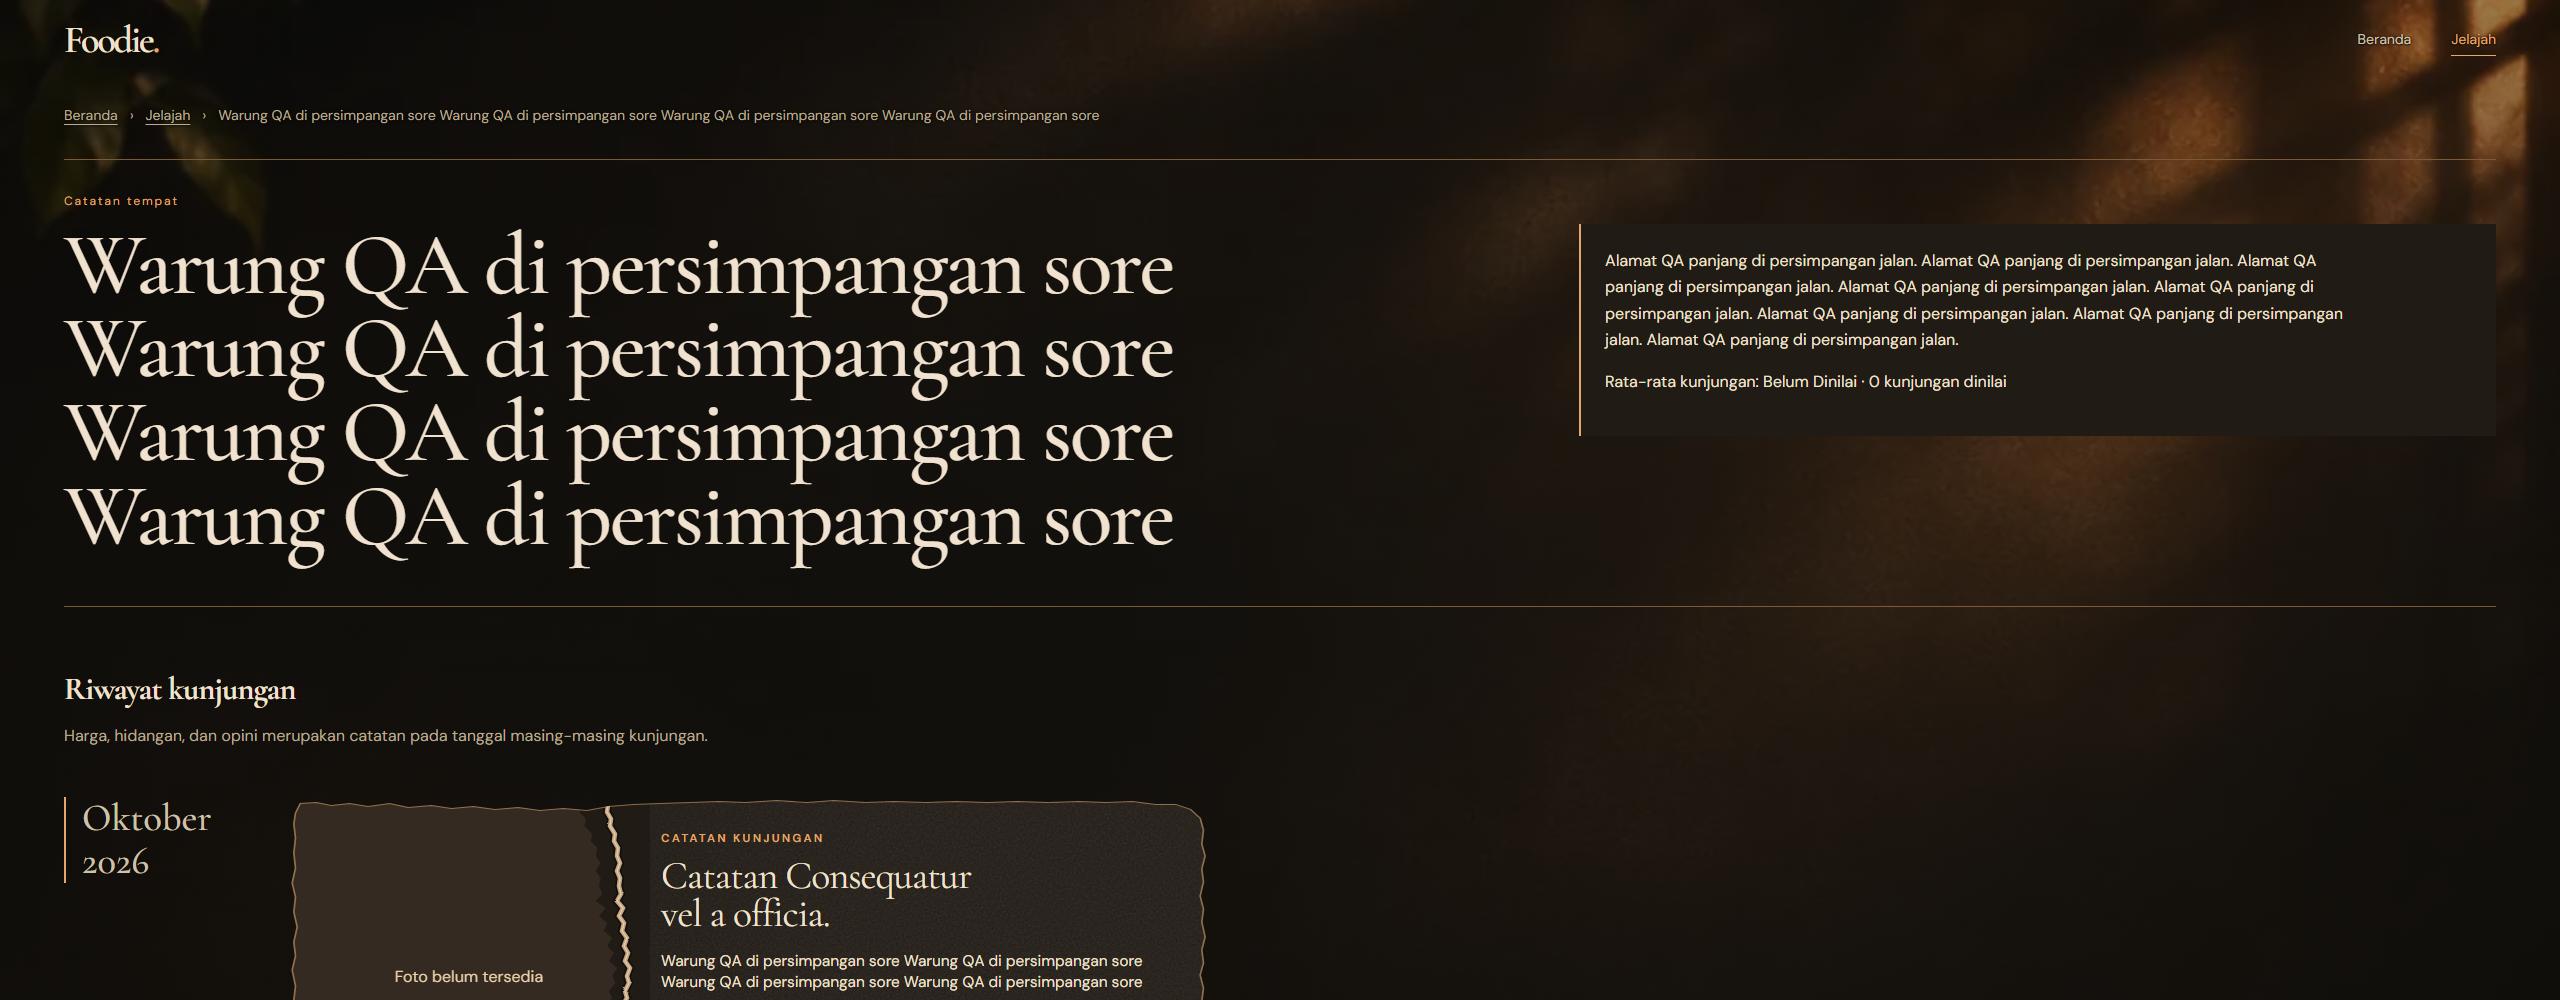 Foodie.
Beranda
Jelajah
Beranda › Jelajah › Warung QA di persimpangan sore Warung QA di persimpangan sore Warung QA di persimpangan sore Warung QA di persimpangan sore
Catatan tempat
Warung QA di persimpangan sore
Warung QA di persimpangan sore
Warung QA di persimpangan sore
Warung QA di persimpangan sore
Alamat QA panjang di persimpangan jalan. Alamat QA panjang di persimpangan jalan. Alamat QA
panjang di persimpangan jalan. Alamat QA panjang di persimpangan jalan. Alamat QA panjang di
persimpangan jalan. Alamat QA panjang di persimpangan jalan. Alamat QA panjang di persimpangan
jalan. Alamat QA panjang di persimpangan jalan.
Rata-rata kunjungan: Belum Dinilai · 0 kunjungan dinilai
Riwayat kunjungan
Harga, hidangan, dan opini merupakan catatan pada tanggal masing-masing kunjungan.
Oktober
2026
Foto belum tersedia
CATATAN KUNJUNGAN
Catatan Consequatur
vel a officia.
Warung QA di persimpangan sore Warung QA di persimpangan sore
Warung QA di persimpangan sore Warung QA di persimpangan sore